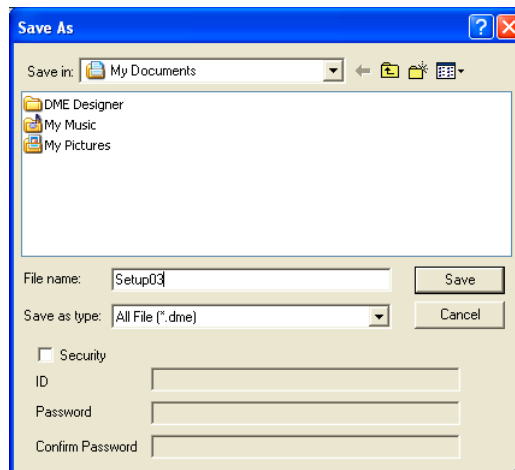 Save As
Save in: My Documents
DME Designer
My Music
My Pictures
File name: Setup03 Save
Save as type: All File (*.dme) Cancel
Security
ID
Password
Confirm Password